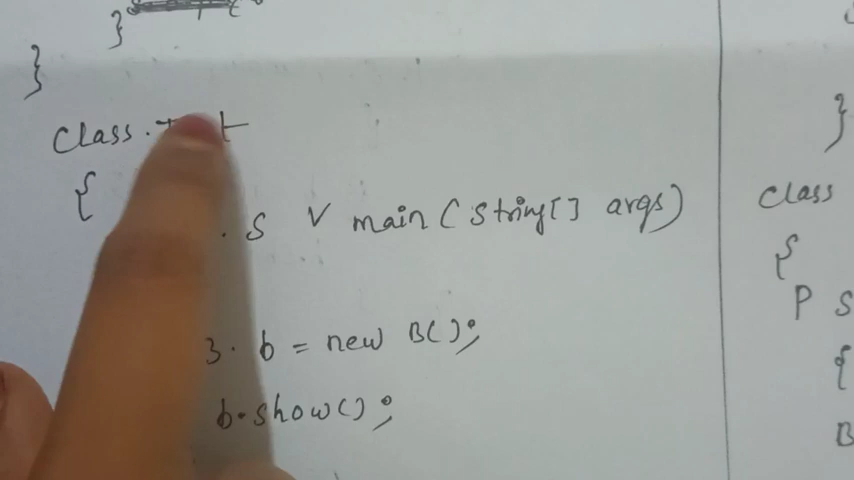 }
}
Class
{
. S V main ( String[] args)
b = new B();
b.show();
}
Class
{
P S
{
B